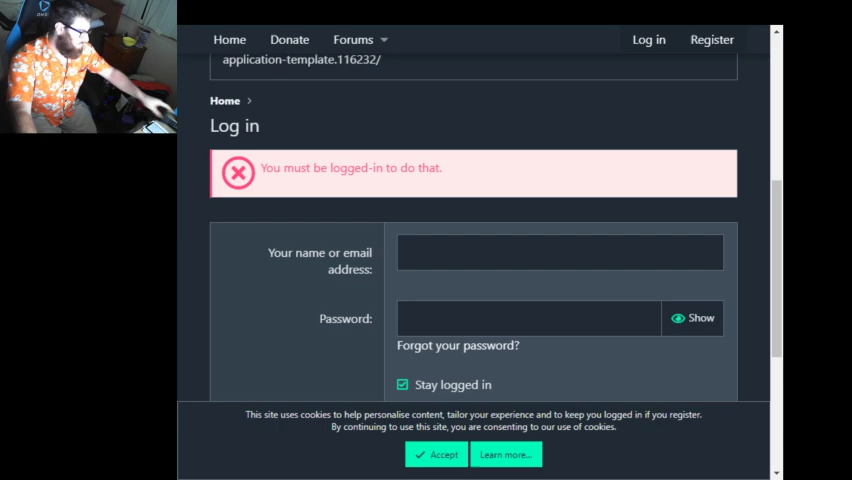 Home Donate Forums Log in Register
application-template.116232/
Home
Log in
You must be logged-in to do that.
Your name or email
address:
Password:
Show
Forgot your password?
Stay logged in
This site uses cookies to help personalise content, tailor your experience and to keep you logged in if you register.
By continuing to use this site, you are consenting to our use of cookies.
Accept Learn more...